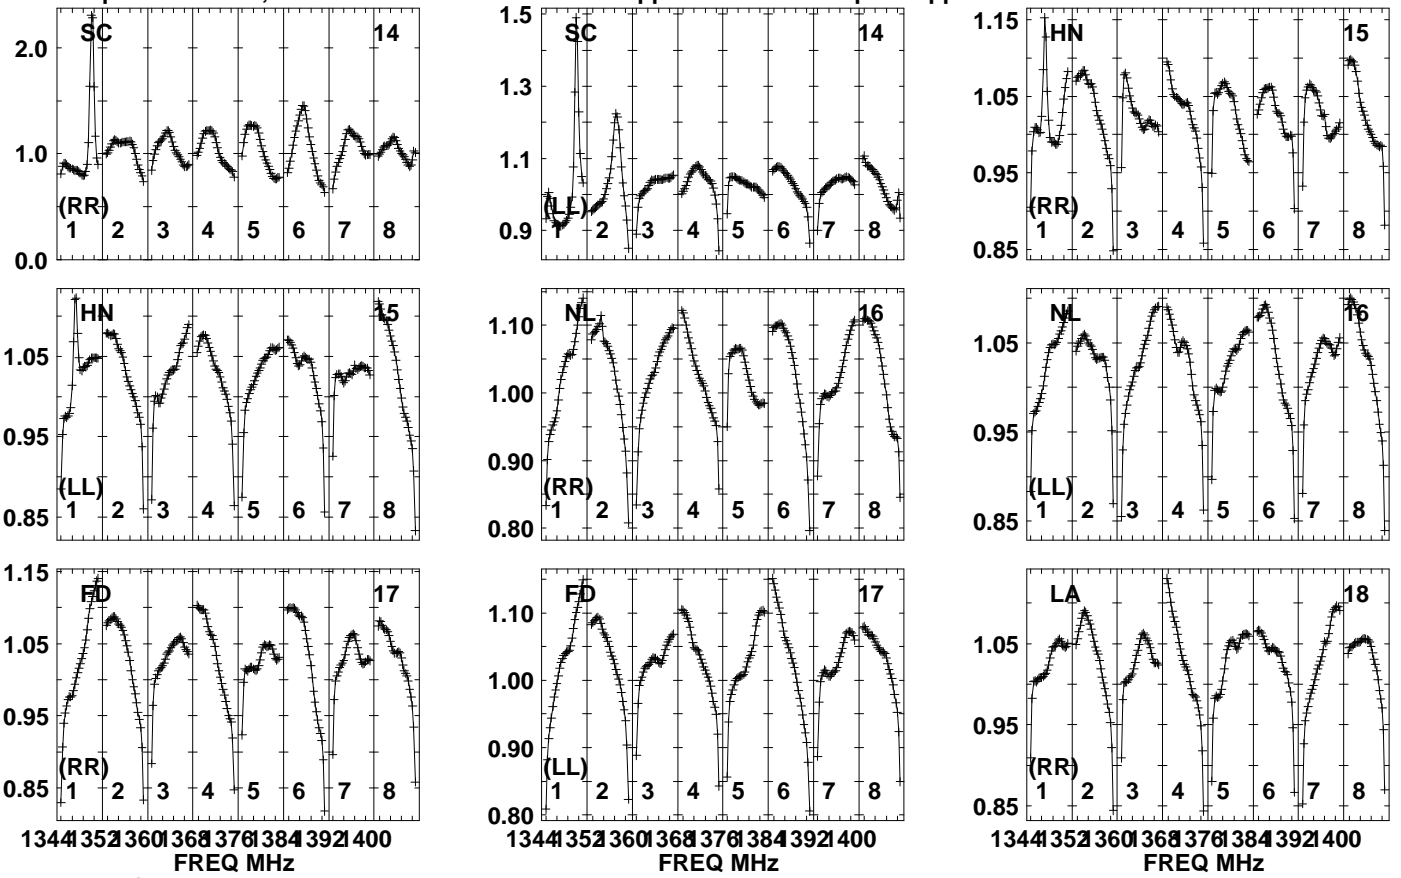 SC 14
2.0
1.0
0.0
(RR)
1 2 3 4 5 6 7 8
SC 14
1.5
1.3
1.1
0.9
(LL)
1 2 3 4 5 6 7 8
HN 15
1.15
1.05
0.95
0.85
(RR)
1 2 3 4 5 6 7 8
HN 15
1.05
0.95
0.85
(LL)
1 2 3 4 5 6 7 8
NL 16
1.10
1.00
0.90
0.80
(RR)
1 2 3 4 5 6 7 8
NL 16
1.05
0.95
0.85
(LL)
1 2 3 4 5 6 7 8
FD 17
1.15
1.05
0.95
0.85
(RR)
1 2 3 4 5 6 7 8
1344 1352 1360 1368 1376 1384 1392 1400
FREQ MHz
FD 17
1.10
1.00
0.90
0.80
(LL)
1 2 3 4 5 6 7 8
1344 1352 1360 1368 1376 1384 1392 1400
FREQ MHz
LA 18
1.05
0.95
0.85
(RR)
1 2 3 4 5 6 7 8
1344 1352 1360 1368 1376 1384 1392 1400
FREQ MHz